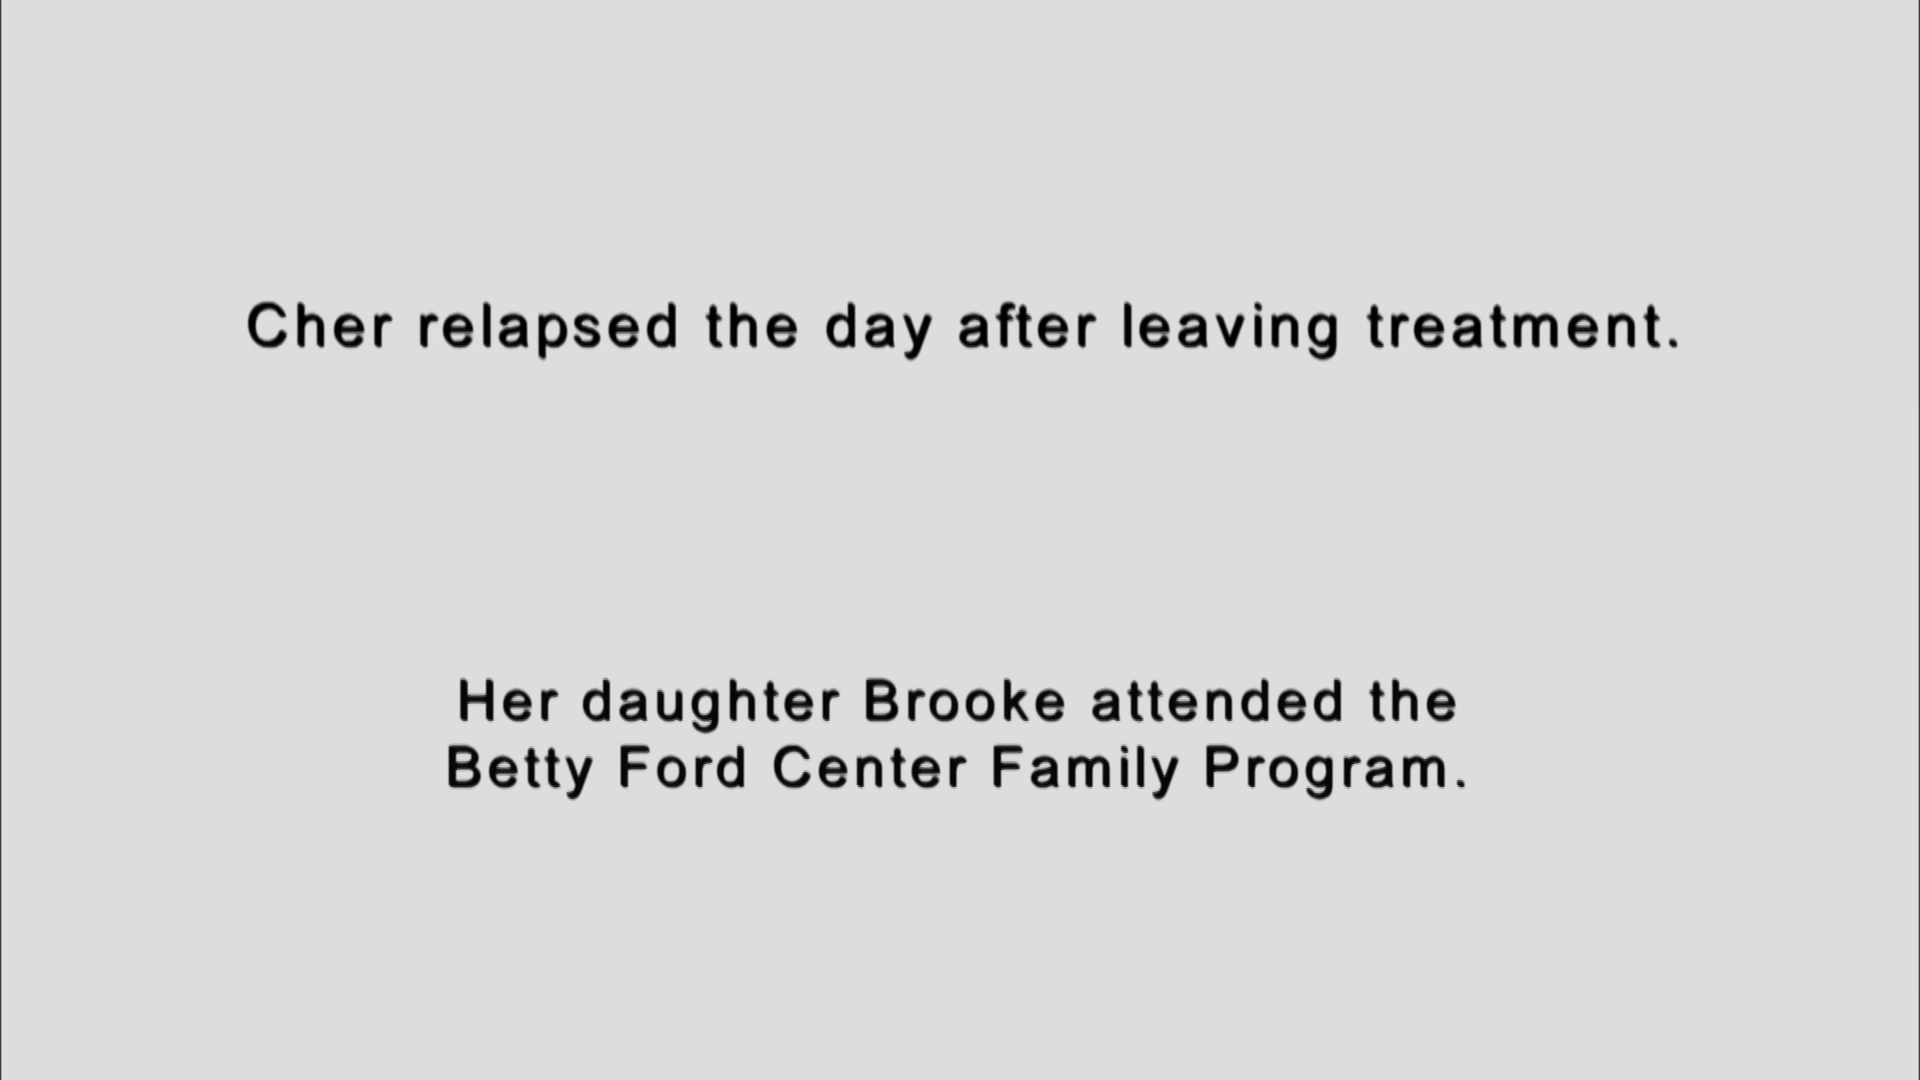 Cher relapsed the day after leaving treatment.
Her daughter Brooke attended the
Betty Ford Center Family Program.